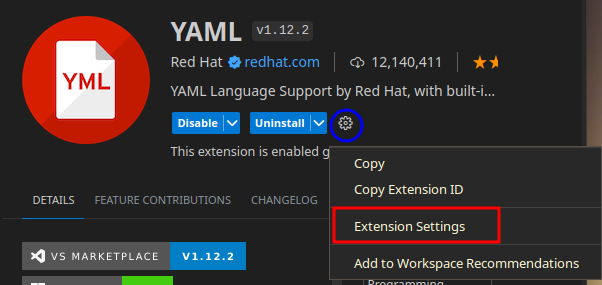 YAML v1.12.2
YML
Red Hat redhat.com 12,140,411
YAML Language Support by Red Hat, with built-i...
Disable Uninstall
This extension is enabled g
Copy
Copy Extension ID
Extension Settings
Add to Workspace Recommendations
DETAILS FEATURE CONTRIBUTIONS CHANGELOG
VS MARKETPLACE V1.12.2
Programming